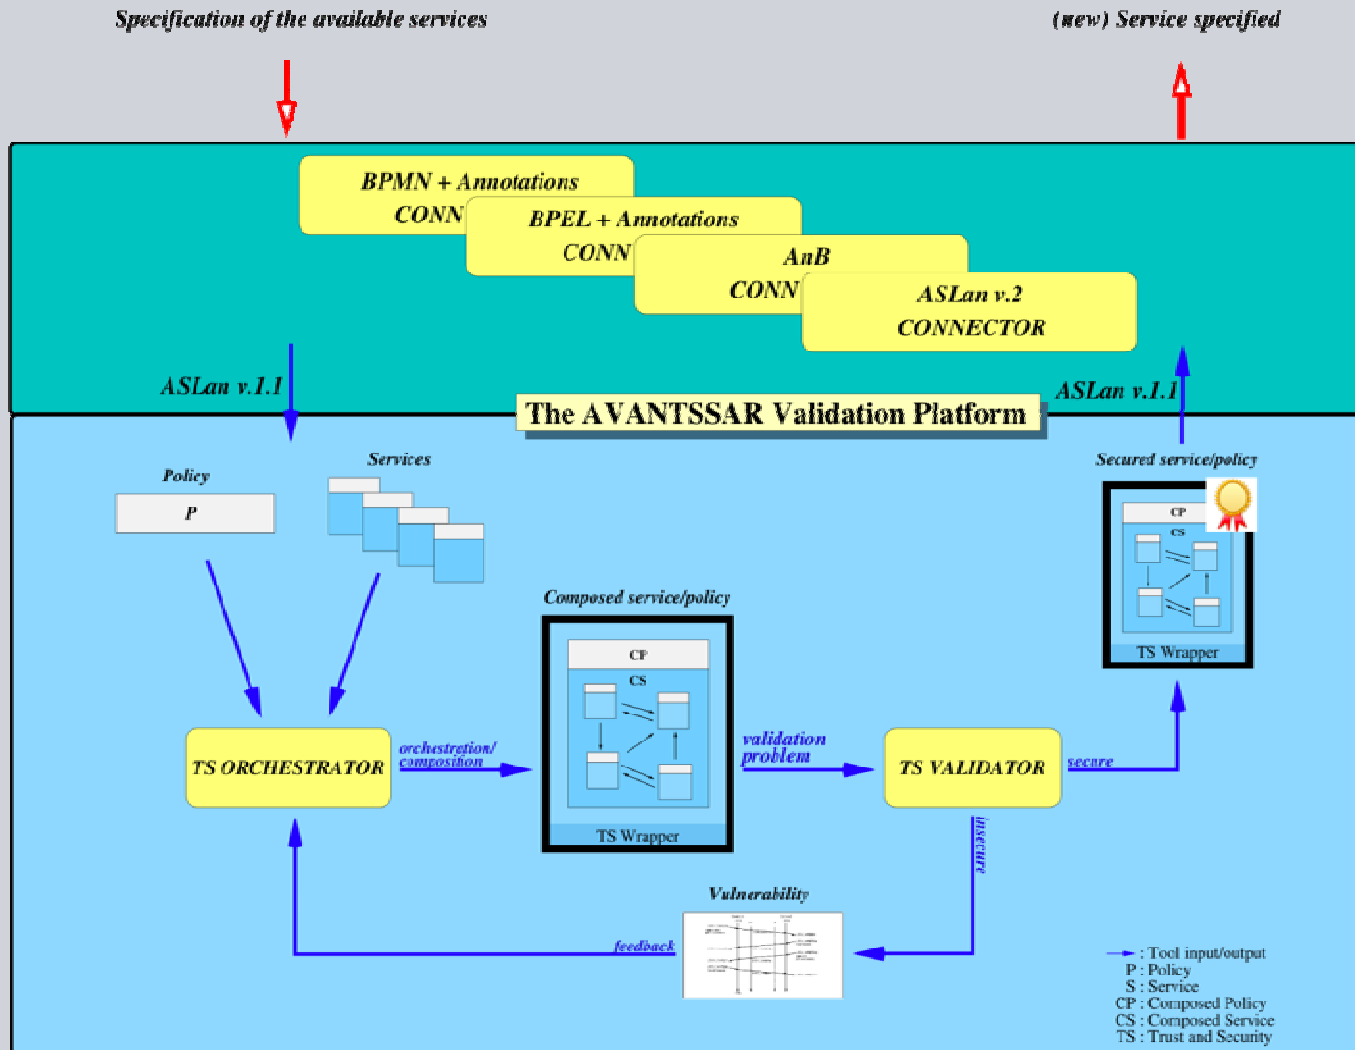 Specification of the available services
(new) Service specified
BPMN + Annotations
CONN
BPEL + Annotations
CONN
AnB
CONN
ASLan v.2
CONNECTOR
ASLan v.1.1
ASLan v.1.1
The AVANTSSAR Validation Platform
Policy
P
Services
Secured service/policy
CP
CS
TS Wrapper
Composed service/policy
CP
CS
TS Wrapper
TS ORCHESTRATOR
orchestration/
composition
validation
problem
TS VALIDATOR
secure
insecure
Vulnerability
feedback
: Tool input/output
P : Policy
S : Service
CP : Composed Policy
CS : Composed Service
TS : Trust and Security